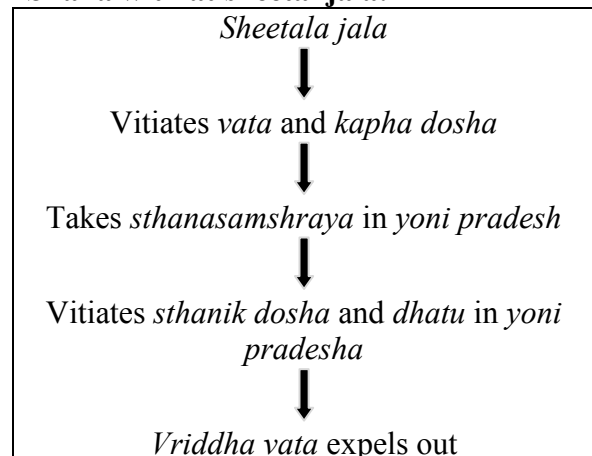 Sheetala jala
Vitiates vata and kapha dosha
Takes sthanasamshraya in yoni pradesh
Vitiates sthanik dosha and dhatu in yoni
pradesha
Vriddha vata expels out